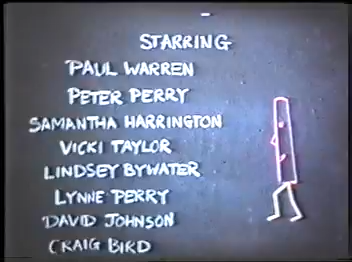 STARRING
PAUL WARREN
PETER PERRY
SAMANTHA HARRINGTON
VICKI TAYLOR
LINDSEY BYWATER
LYNNE PERRY
DAVID JOHNSON
CRAIG BIRD